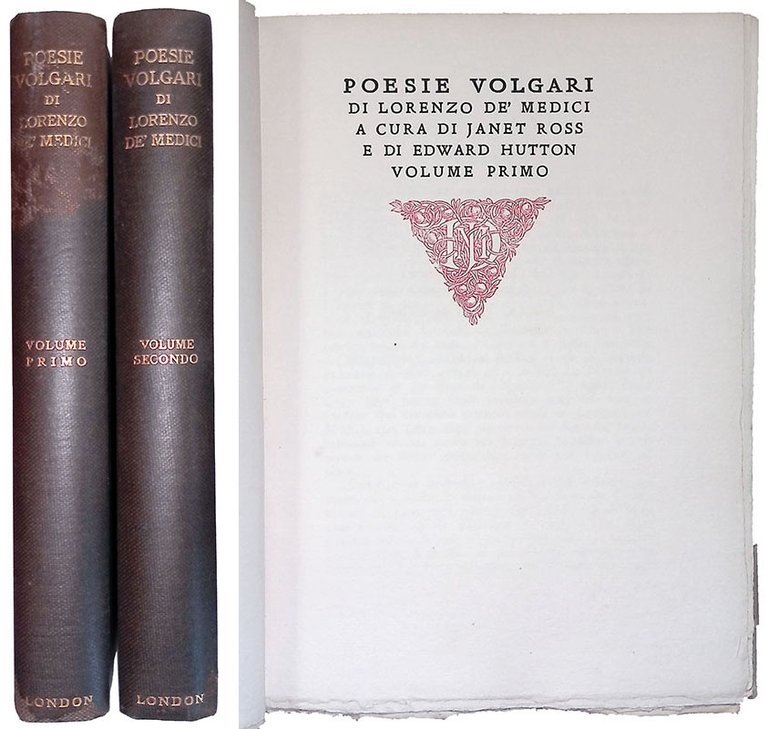 POESIE
VOLGARI
DI
LORENZO
DE' MEDICI
VOLUME
PRIMO
LONDON
POESIE
VOLGARI
DI
LORENZO
DE' MEDICI
VOLUME
SECONDO
LONDON
POESIE VOLGARI
DI LORENZO DE' MEDICI
A CURA DI JANET ROSS
E DI EDWARD HUTTON
VOLUME PRIMO